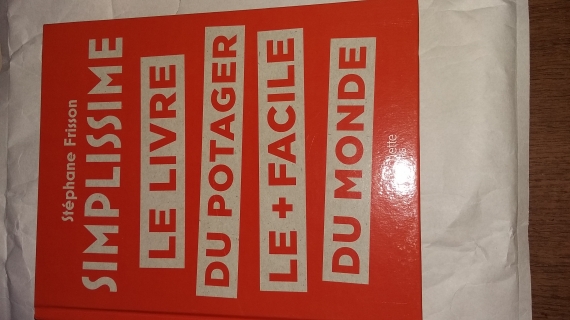 Stéphane Frisson
SIMPLISSIME
LE LIVRE
DU POTAGER
LE + FACILE
DU MONDE